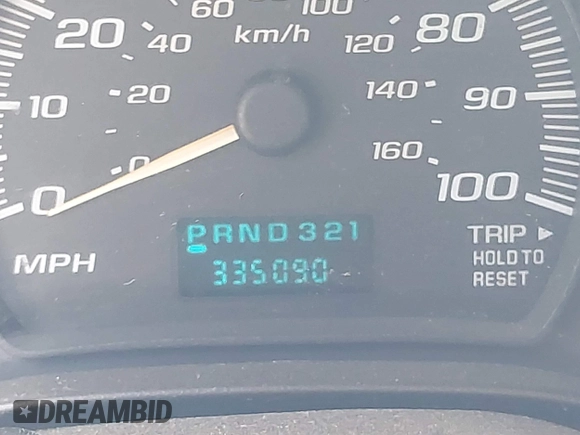 60 100
20 40 km/h 120 80
10 20 140 90
0 0 160 100
PRND321 TRIP ►
MPH 335090 HOLD TO
RESET
DREAMBID